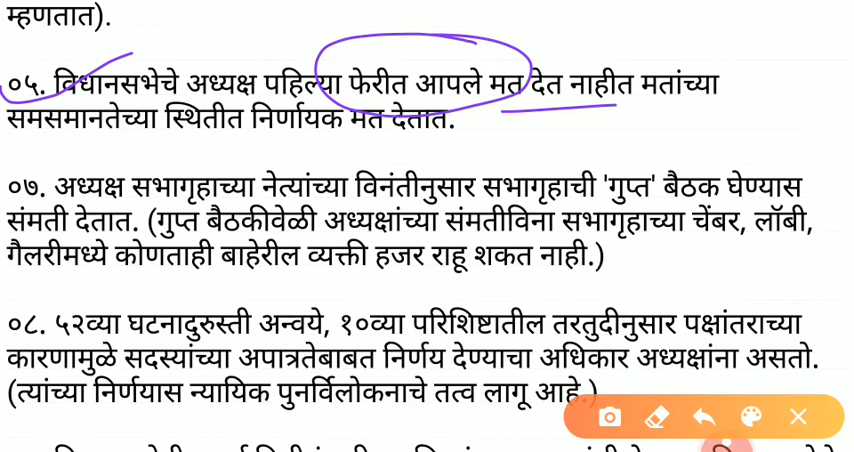 म्हणतात).
०५. विधानसभेचे अध्यक्ष पहिल्या फेरीत आपले मत देत नाहीत मतांच्या
समसमानतेच्या स्थितीत निर्णायक मत देतात.
०७. अध्यक्ष सभागृहाच्या नेत्यांच्या विनंतीनुसार सभागृहाची 'गुप्त' बैठक घेण्यास
संमती देतात. (गुप्त बैठकीवेळी अध्यक्षांच्या संमतीविना सभागृहाच्या चेंबर, लॉबी,
गैलरीमध्ये कोणताही बाहेरील व्यक्ती हजर राहू शकत नाही.)
०८. ५२व्या घटनादुरुस्ती अन्वये, १०व्या परिशिष्टातील तरतुदीनुसार पक्षांतराच्या
कारणामुळे सदस्यांच्या अपात्रतेबाबत निर्णय देण्याचा अधिकार अध्यक्षांना असतो.
(त्यांच्या निर्णयास न्यायिक पुनर्विलोकनाचे तत्व लागू आहे.)